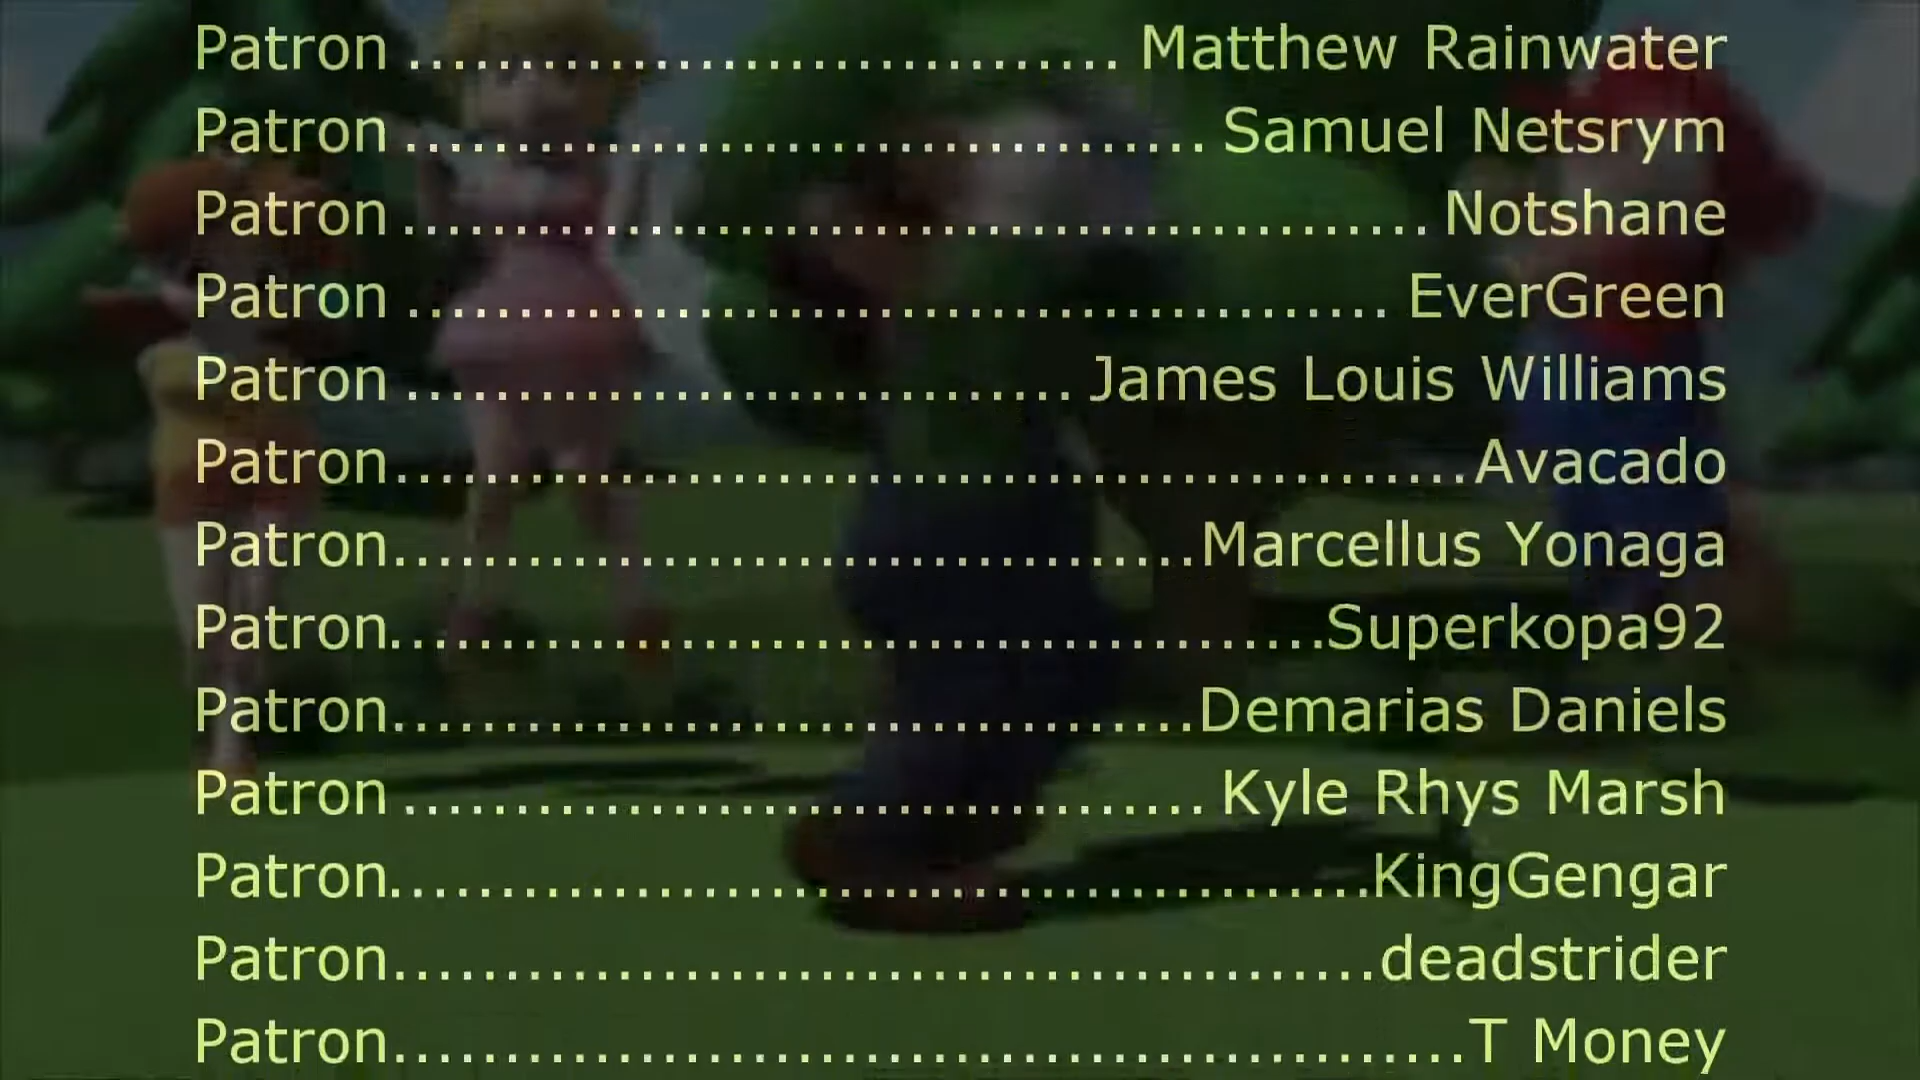 Patron ................................ Matthew Rainwater
Patron .................................... Samuel Netsrym
Patron .............................................. Notshane
Patron ............................................ EverGreen
Patron .............................. James Louis Williams
Patron................................................Avacado
Patron....................................Marcellus Yonaga
Patron..........................................Superkopa92
Patron....................................Demarias Daniels
Patron .................................... Kyle Rhys Marsh
Patron............................................KingGengar
Patron............................................deadstrider
Patron................................................T Money